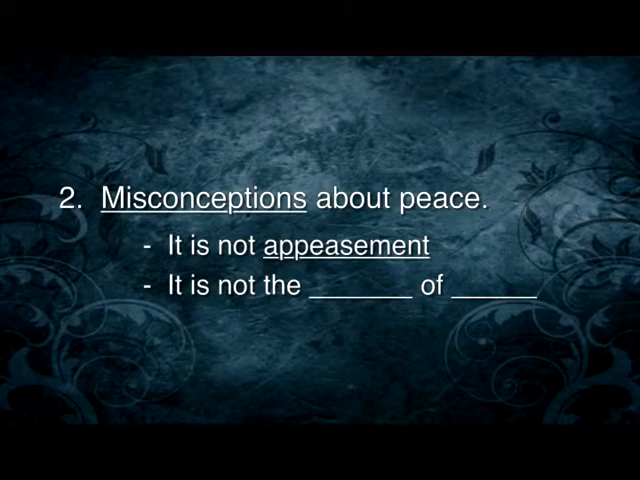 2. Misconceptions about peace.
- It is not appeasement
- It is not the _______ of ______